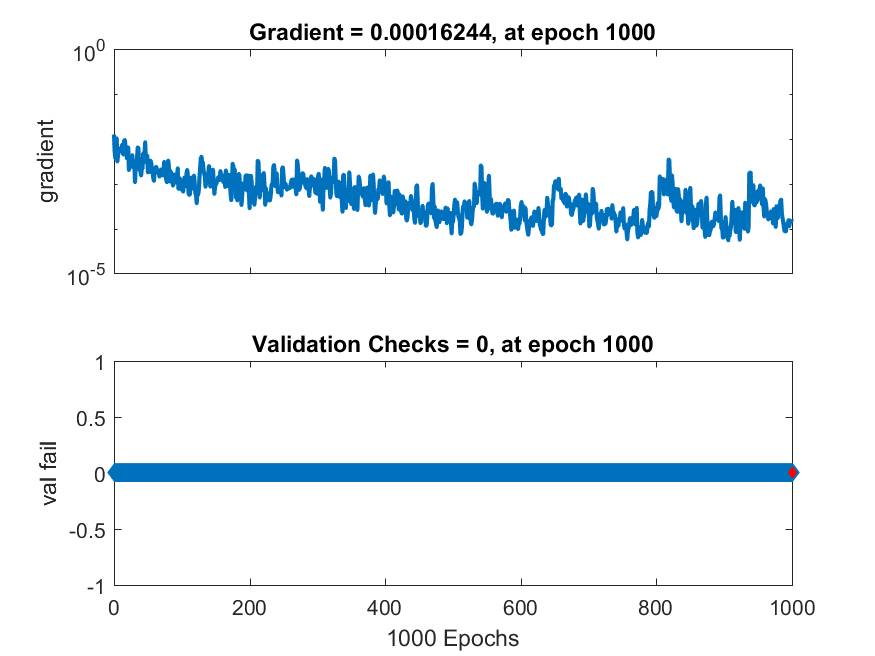 Gradient = 0.00016244, at epoch 1000
10^0
gradient
10^-5
Validation Checks = 0, at epoch 1000
1
0.5
val fail
0
-0.5
-1
0 200 400 600 800 1000
1000 Epochs